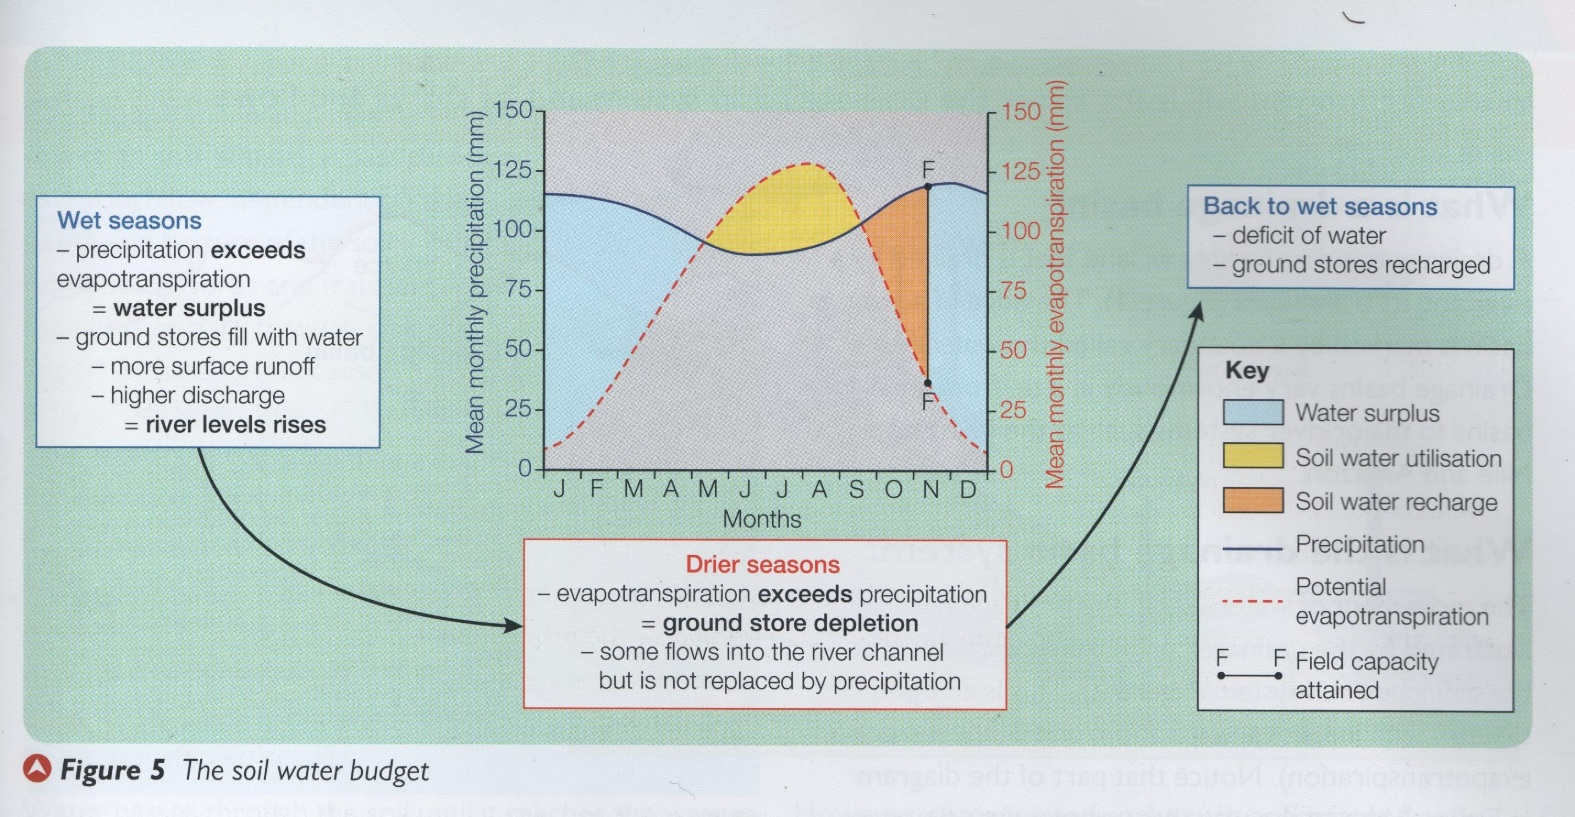 Wet seasons
– precipitation exceeds
evapotranspiration
= water surplus
– ground stores fill with water
– more surface runoff
– higher discharge
= river levels rises
Mean monthly precipitation (mm)
150
125
100
75
50
25
0
F
F
150
125
100
75
50
25
0
Mean monthly evapotranspiration (mm)
J F M A M J J A S O N D
Months
Drier seasons
– evapotranspiration exceeds precipitation
= ground store depletion
– some flows into the river channel
but is not replaced by precipitation
Back to wet seasons
– deficit of water
– ground stores recharged
Key
Water surplus
Soil water utilisation
Soil water recharge
Precipitation
Potential
evapotranspiration
F F Field capacity
attained
Figure 5 The soil water budget